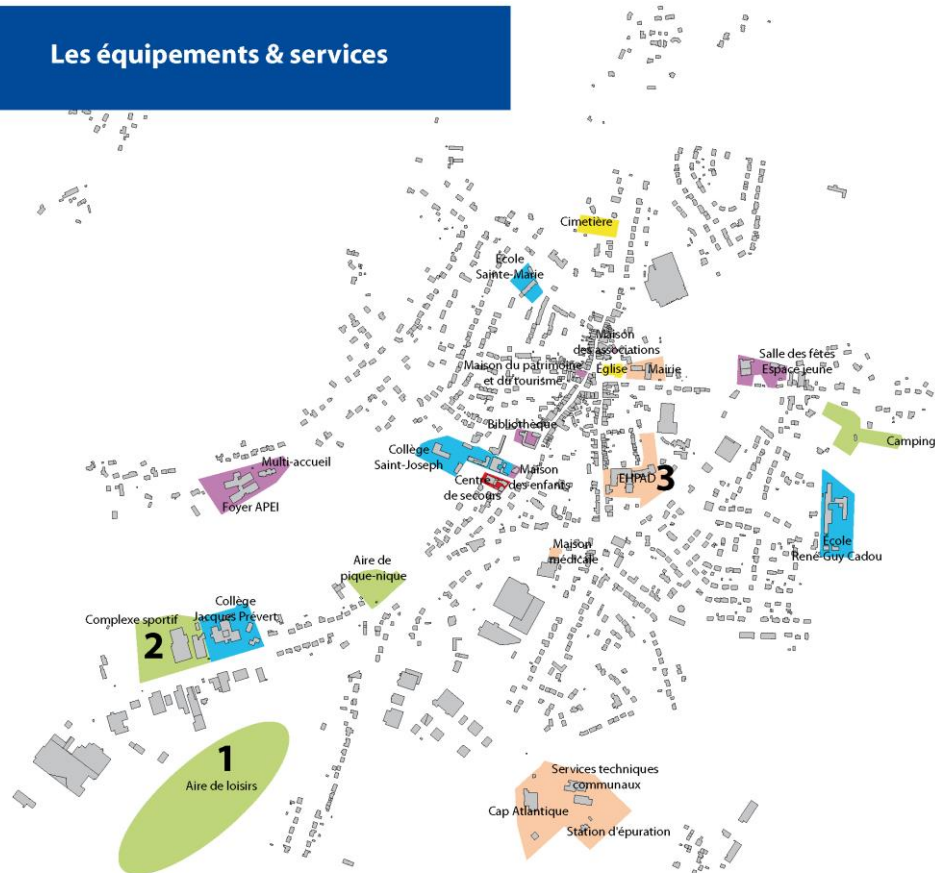 Les équipements & services
Cimetière
École
Sainte-Marie
Maison
des associations
Maison du patrimoine
et du tourisme
Église
Mairie
Salle des fêtes
Espace jeune
Camping
Bibliothèque
Collège
Saint-Joseph
Maison
des enfants
Centre
de secours
EHPAD
3
Multi-accueil
Foyer APEI
École
René-Guy Cadou
Maison
médicale
Aire de
pique-nique
Collège
Jacques Prévert
Complexe sportif
2
1
Aire de loisirs
Services techniques
communaux
Cap Atlantique
Station d'épuration